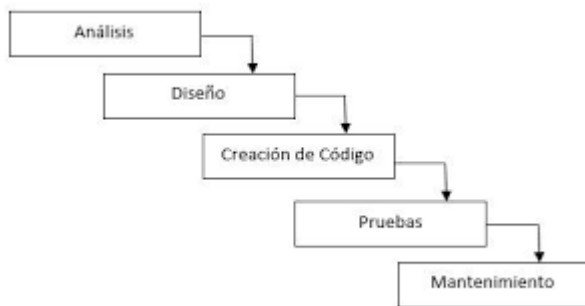 Análisis
Diseño
Creación de Código
Pruebas
Mantenimiento